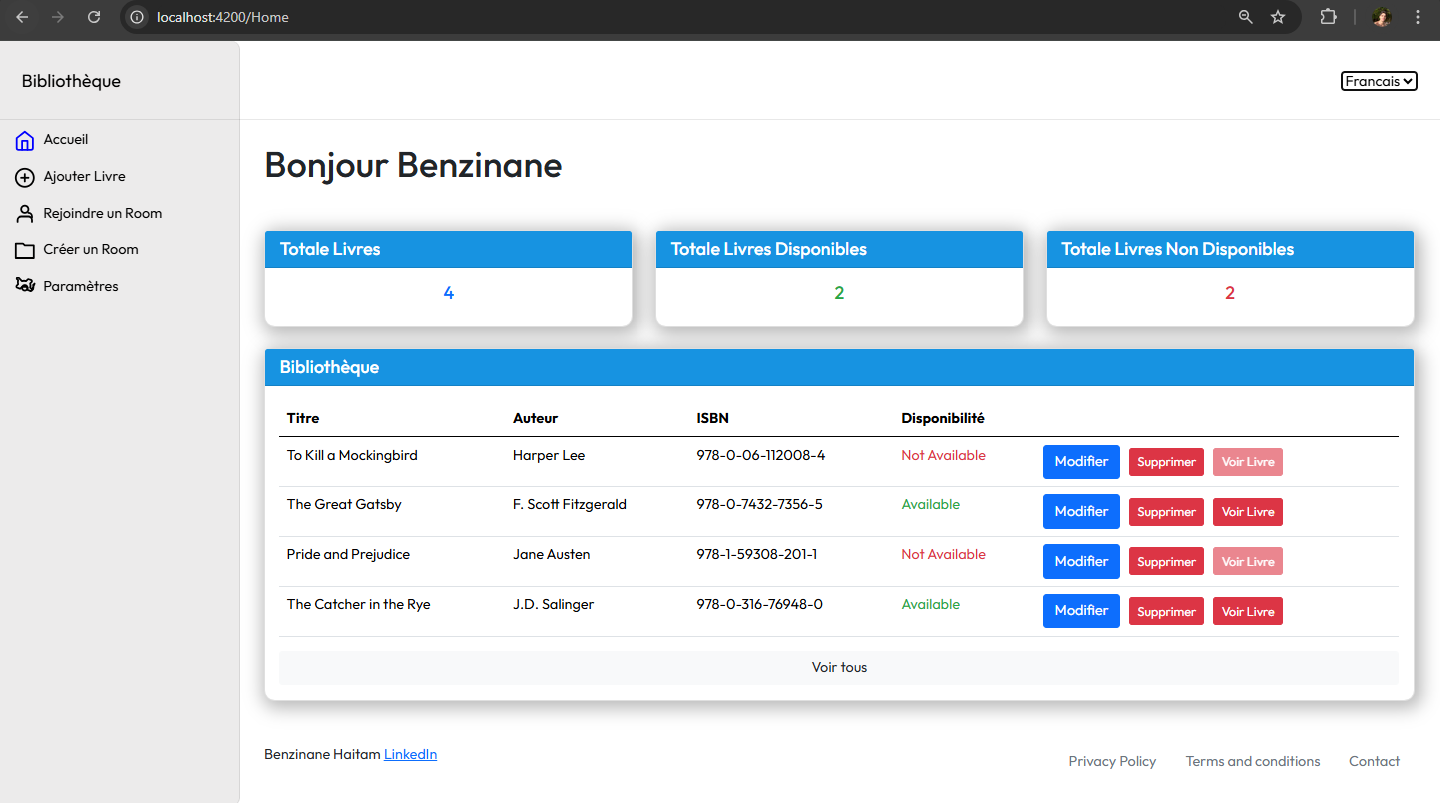 localhost:4200/Home
Bibliothèque
Francais
Accueil
Ajouter Livre
Rejoindre un Room
Créer un Room
Paramètres
Bonjour Benzinane
Totale Livres Totale Livres Disponibles Totale Livres Non Disponibles
4 2 2
Bibliothèque
Titre Auteur ISBN Disponibilité
To Kill a Mockingbird Harper Lee 978-0-06-112008-4 Not Available Modifier Supprimer Voir Livre
The Great Gatsby F. Scott Fitzgerald 978-0-7432-7356-5 Available Modifier Supprimer Voir Livre
Pride and Prejudice Jane Austen 978-1-59308-201-1 Not Available Modifier Supprimer Voir Livre
The Catcher in the Rye J.D. Salinger 978-0-316-76948-0 Available Modifier Supprimer Voir Livre
Voir tous
Benzinane Haitam LinkedIn
Privacy Policy Terms and conditions Contact